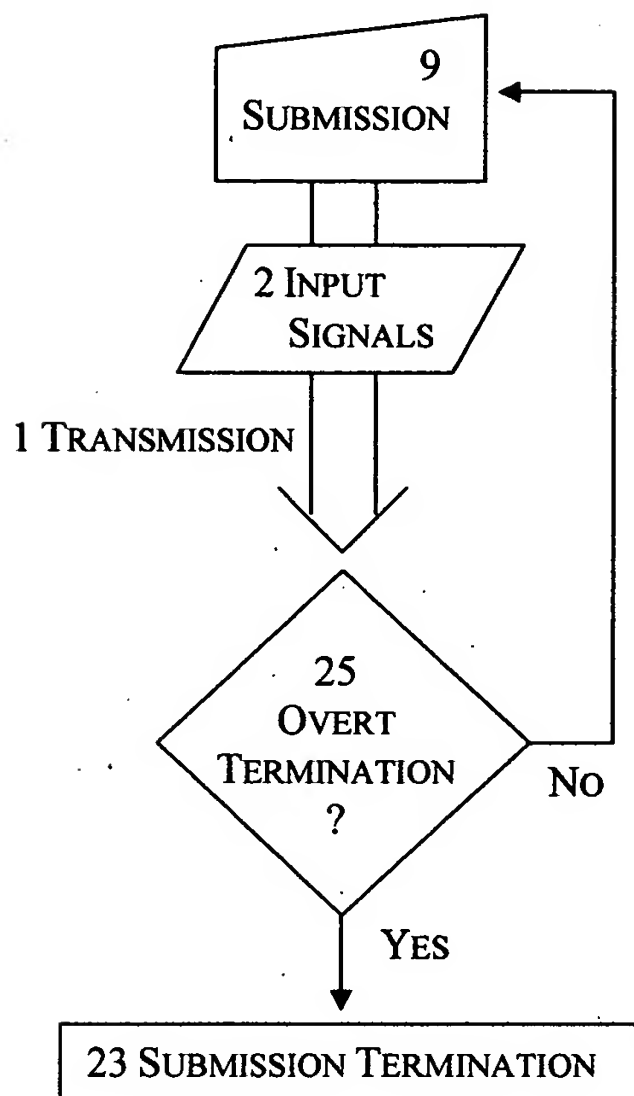 9
SUBMISSION
2 INPUT
SIGNALS
1 TRANSMISSION
25
OVERT
TERMINATION
?
NO
YES
23 SUBMISSION TERMINATION